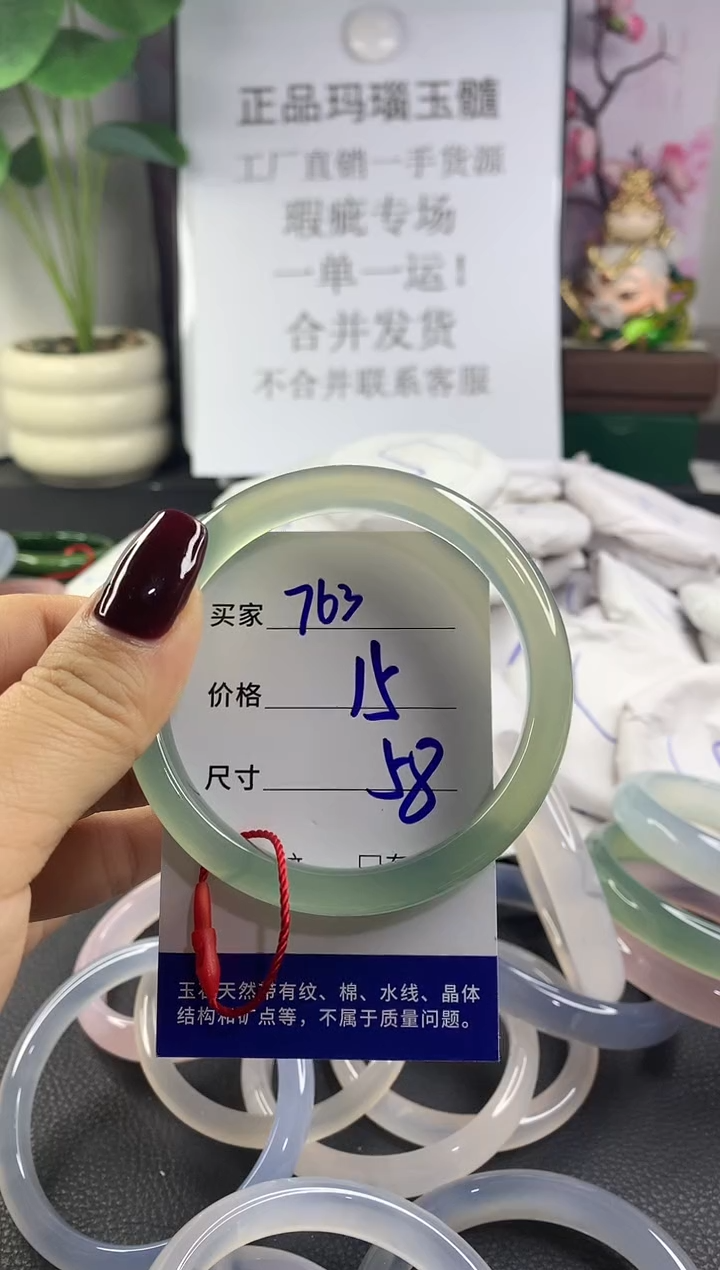 正品玛瑙玉髓
工厂直销一手货源
瑕疵专场
一单一运！
合并发货
不合并联系客服
买家 763
价格 15
尺寸 58
玉石天然带有纹、棉、水线、晶体
结构和矿点等，不属于质量问题。